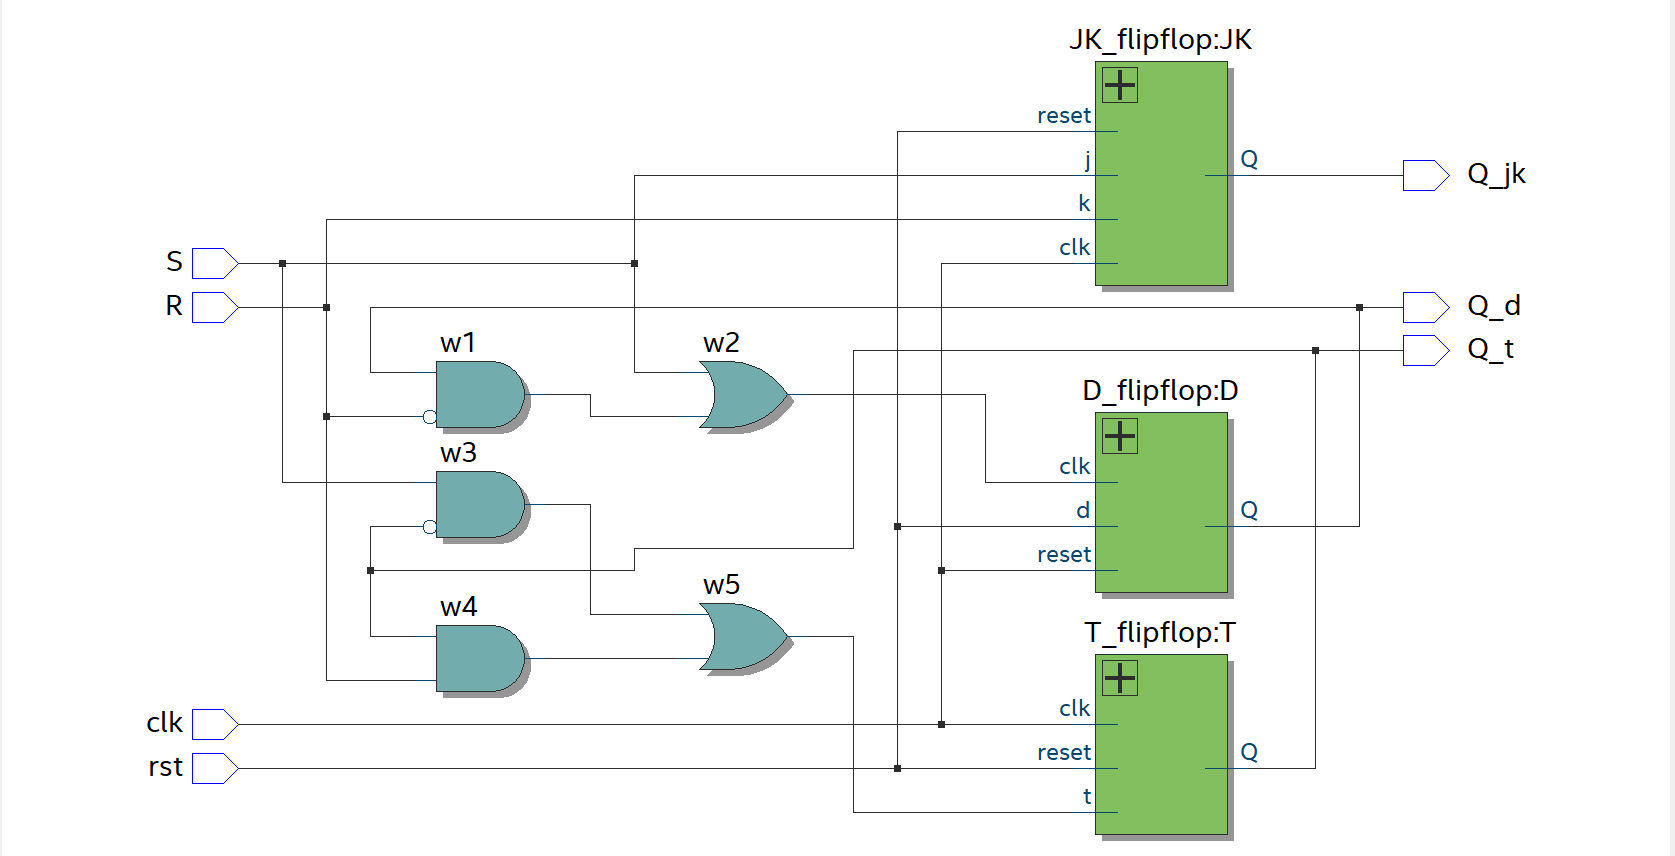 JK_flipflop:JK
reset
j
Q
Q_jk
k
clk
S
R
Q_d
w1
w2
Q_t
D_flipflop:D
w3
clk
d
Q
reset
w5
w4
T_flipflop:T
clk
clk
reset
Q
rst
t